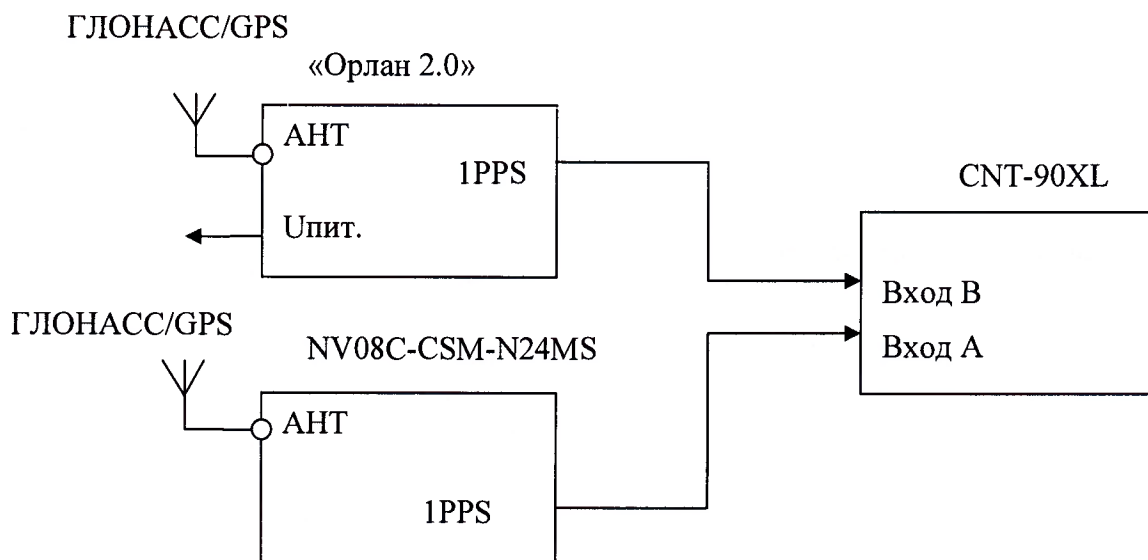 ГЛОНАСС/GPS
«Орлан 2.0»
АНТ
1PPS
Uпит.
CNT-90XL
Вход В
Вход А
ГЛОНАСС/GPS
NV08C-CSM-N24MS
АНТ
1PPS